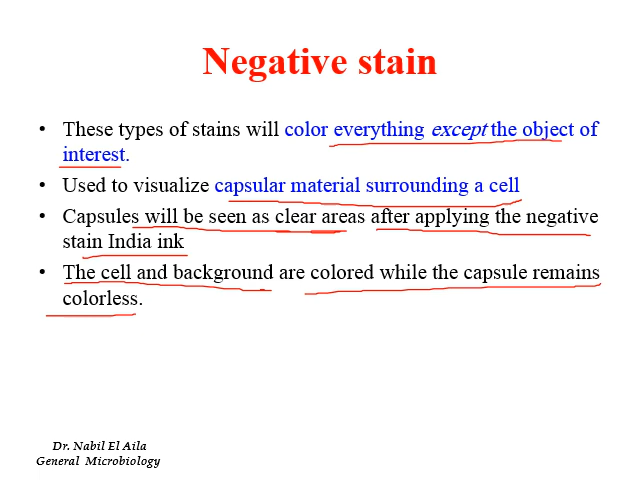 Negative stain
• These types of stains will color everything except the object of
interest.
• Used to visualize capsular material surrounding a cell
• Capsules will be seen as clear areas after applying the negative
stain India ink
• The cell and background are colored while the capsule remains
colorless.
Dr. Nabil El Aila
General Microbiology